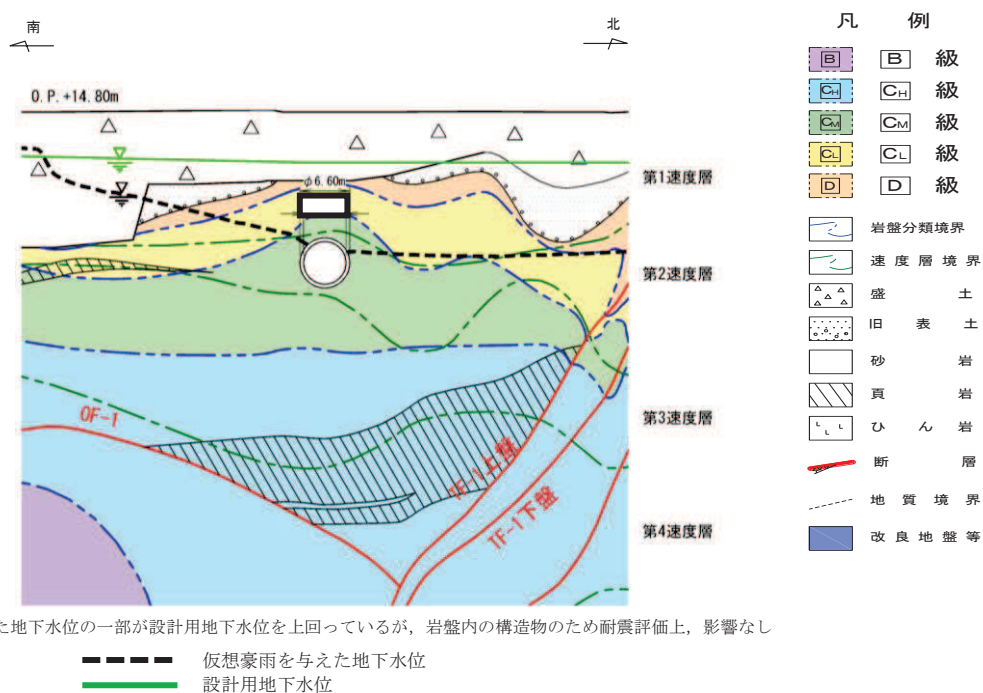 南
北
O.P.+14.80m
φ6.60m
第1速度層
第2速度層
第3速度層
第4速度層
OF-1
TF-1上盤
TF-1下盤
凡 例
B B 級
CH CH 級
CM CM 級
CL CL 級
D D 級
岩盤分類境界
速度層境界
盛 土
旧 表 土
砂 岩
頁 岩
ひ ん 岩
断 層
地 質 境 界
改 良 地 盤 等
た地下水位の一部が設計用地下水位を上回っているが，岩盤内の構造物のため耐震評価上，影響なし
仮想豪雨を与えた地下水位
設計用地下水位